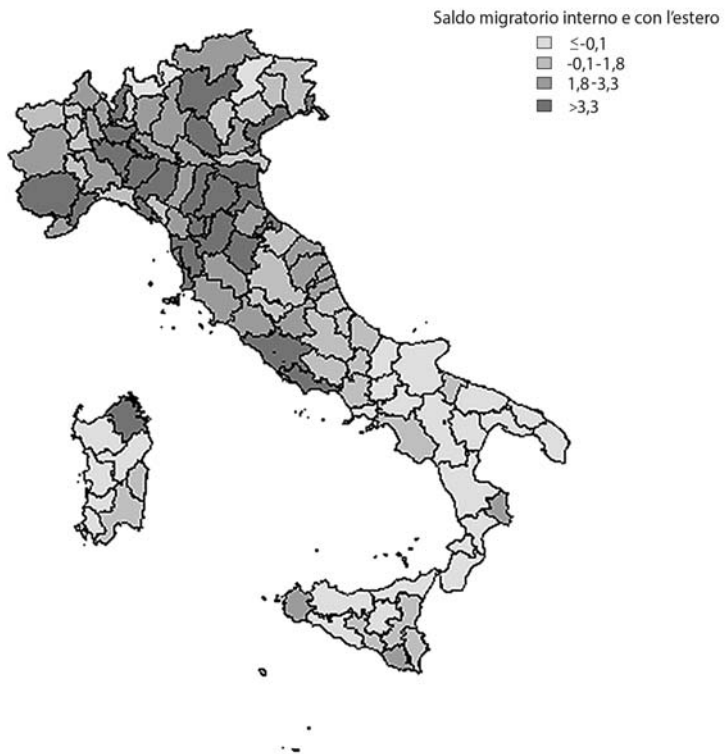 Saldo migratorio interno e con l'estero
≤-0,1
-0,1-1,8
1,8-3,3
>3,3